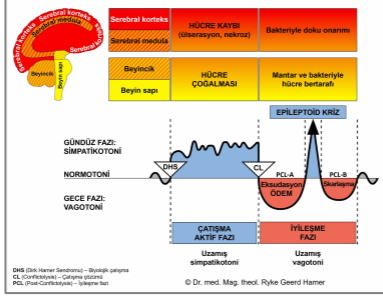 Serebral korteks
Serebral medula
Serebral korteks
Serebral korteks
Beyincik
Beyin sapı
Serebral korteks
Serebral medula
HÜCRE KAYBI
(ülserasyon, nekroz)
Bakteriyle doku onarımı
Beyincik
Beyin sapı
HÜCRE
ÇOĞALMASI
Mantar ve bakteriyle
hücre bertarafı
EPİLEPTOİD KRİZ
GÜNDÜZ FAZI:
SİMPATİKOTONİ
DHS
CL
PCL-A
PCL-B
NORMOTONİ
Eksudasyon
ÖDEM
Skarlaşma
GECE FAZI:
VAGOTONİ
ÇATIŞMA
AKTİF FAZI
İYİLEŞME
FAZI
Uzamış
simpatikotoni
Uzamış
vagotoni
DHS (Dirk Hamer Sendromu) – Biyolojik çatışma
CL (Conflictolysis) – Çatışma çözümü
PCL (Post-Conflictolysis) – İyileşme fazı
© Dr. med. Mag. theol. Ryke Geerd Hamer